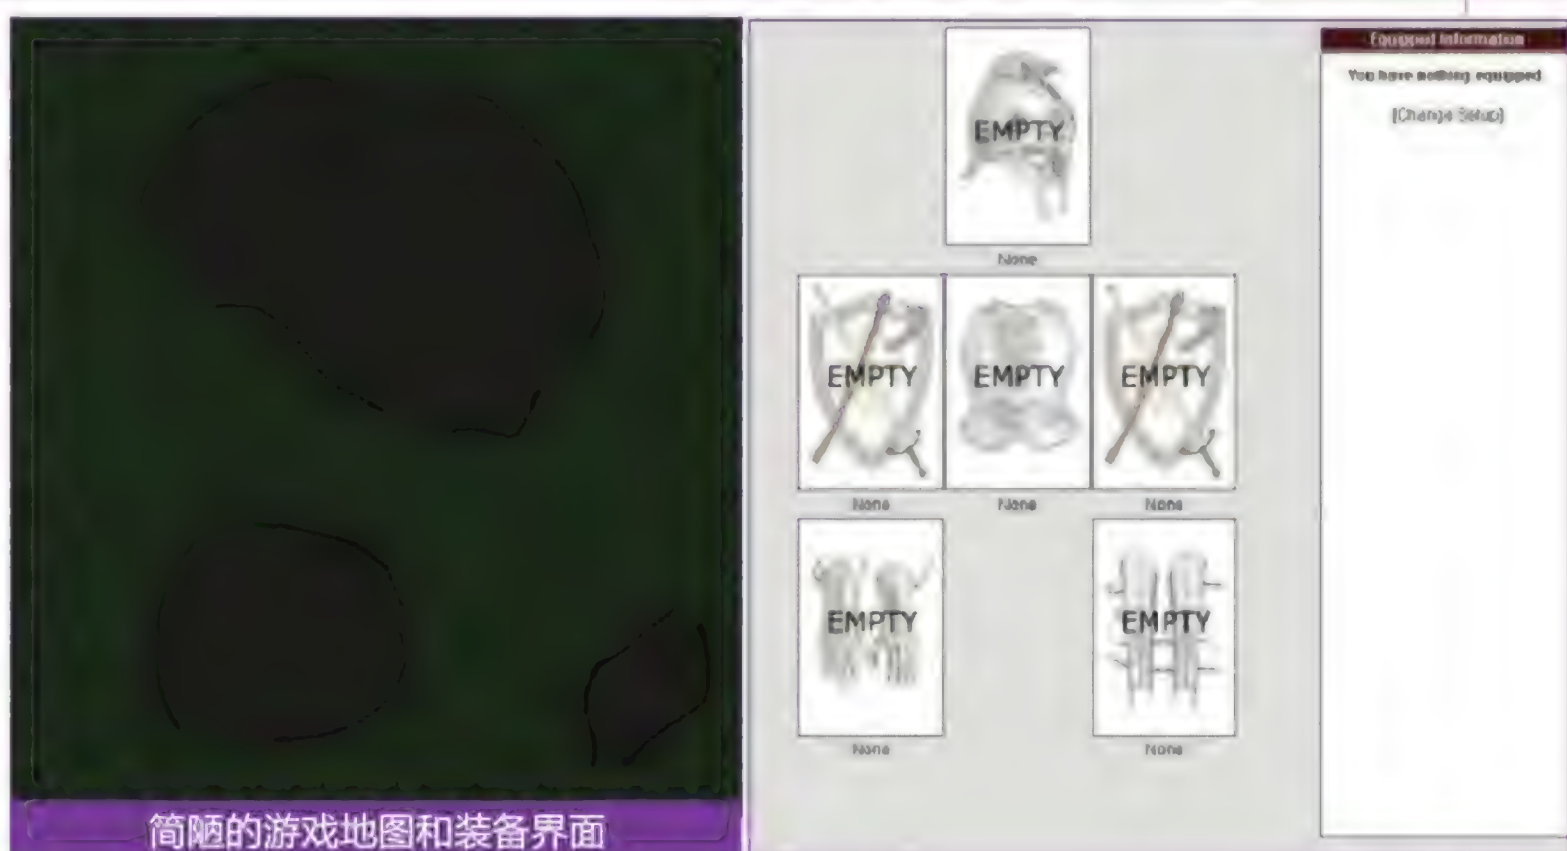 Equipped Information
You have nothing equipped
[Change Setup]
EMPTY
None
EMPTY
EMPTY
EMPTY
None
None
None
EMPTY
EMPTY
None
None
简陋的游戏地图和装备界面